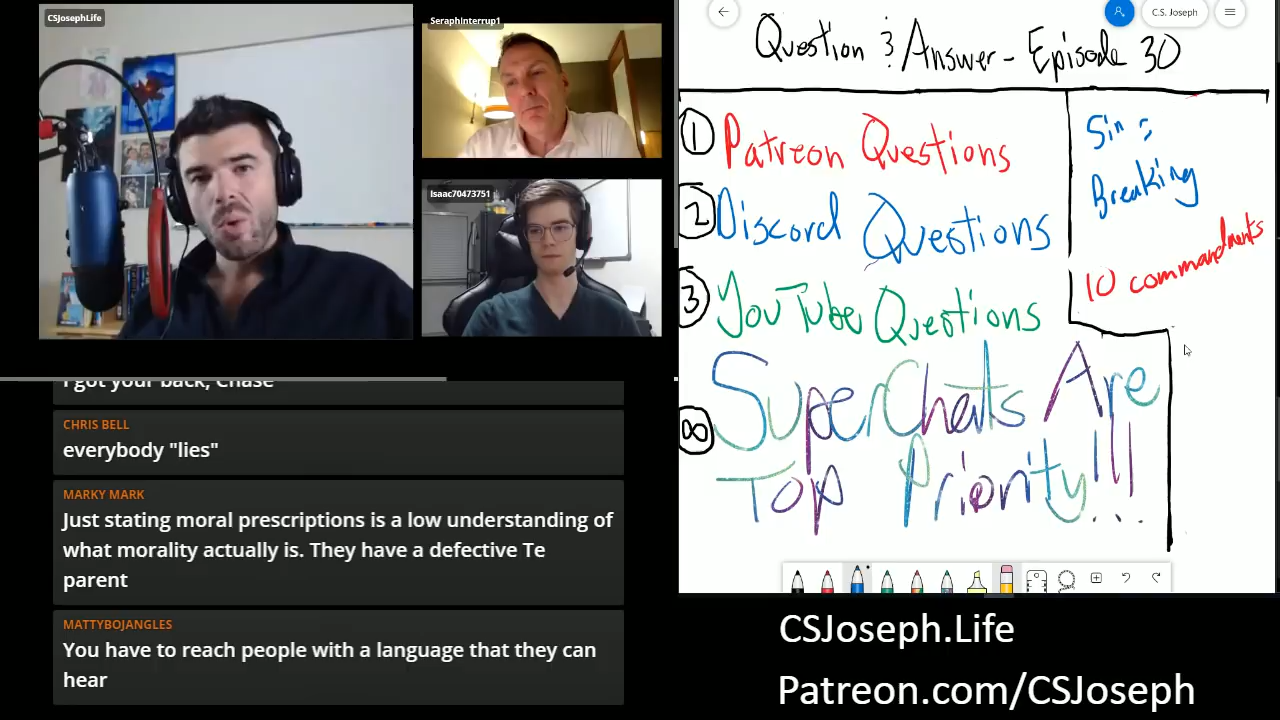 CSJosephLife
SeraphInterrup1
Isaac70473751
I got your back, Chase
CHRIS BELL
everybody "lies"
MARKY MARK
Just stating moral prescriptions is a low understanding of
what morality actually is. They have a defective Te
parent
MATTYBOJANGLES
You have to reach people with a language that they can
hear
C.S. Joseph
Question & Answer - Episode 30
1 Patreon Questions
2 Discord Questions
3 YouTube Questions
∞ SuperChats Are
Top Priority!!!
Sin =
Breaking
10 commandments
CSJoseph.Life
Patreon.com/CSJoseph